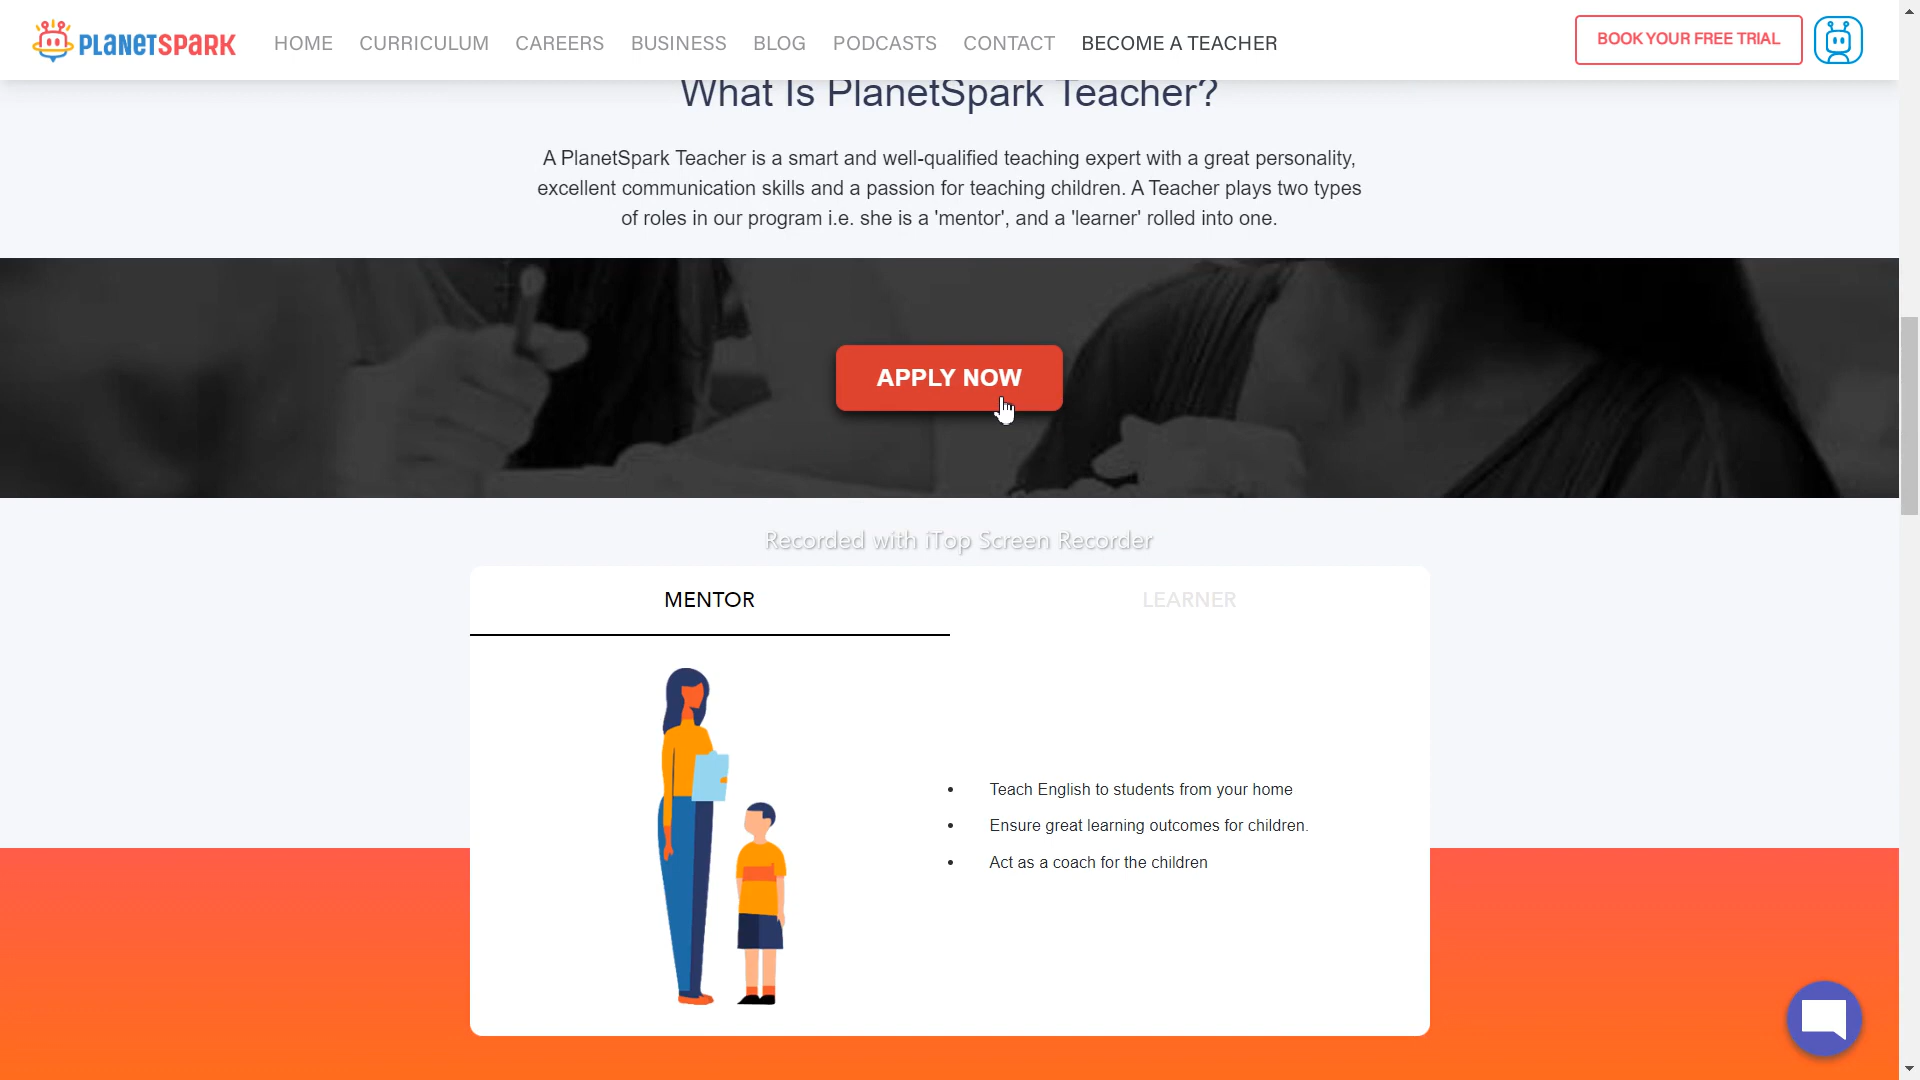 PLANETSPARK HOME CURRICULUM CAREERS BUSINESS BLOG PODCASTS CONTACT BECOME A TEACHER BOOK YOUR FREE TRIAL
What Is PlanetSpark Teacher?
A PlanetSpark Teacher is a smart and well-qualified teaching expert with a great personality,
excellent communication skills and a passion for teaching children. A Teacher plays two types
of roles in our program i.e. she is a 'mentor', and a 'learner' rolled into one.
APPLY NOW
Recorded with iTop Screen Recorder
MENTOR LEARNER
• Teach English to students from your home
• Ensure great learning outcomes for children.
• Act as a coach for the children